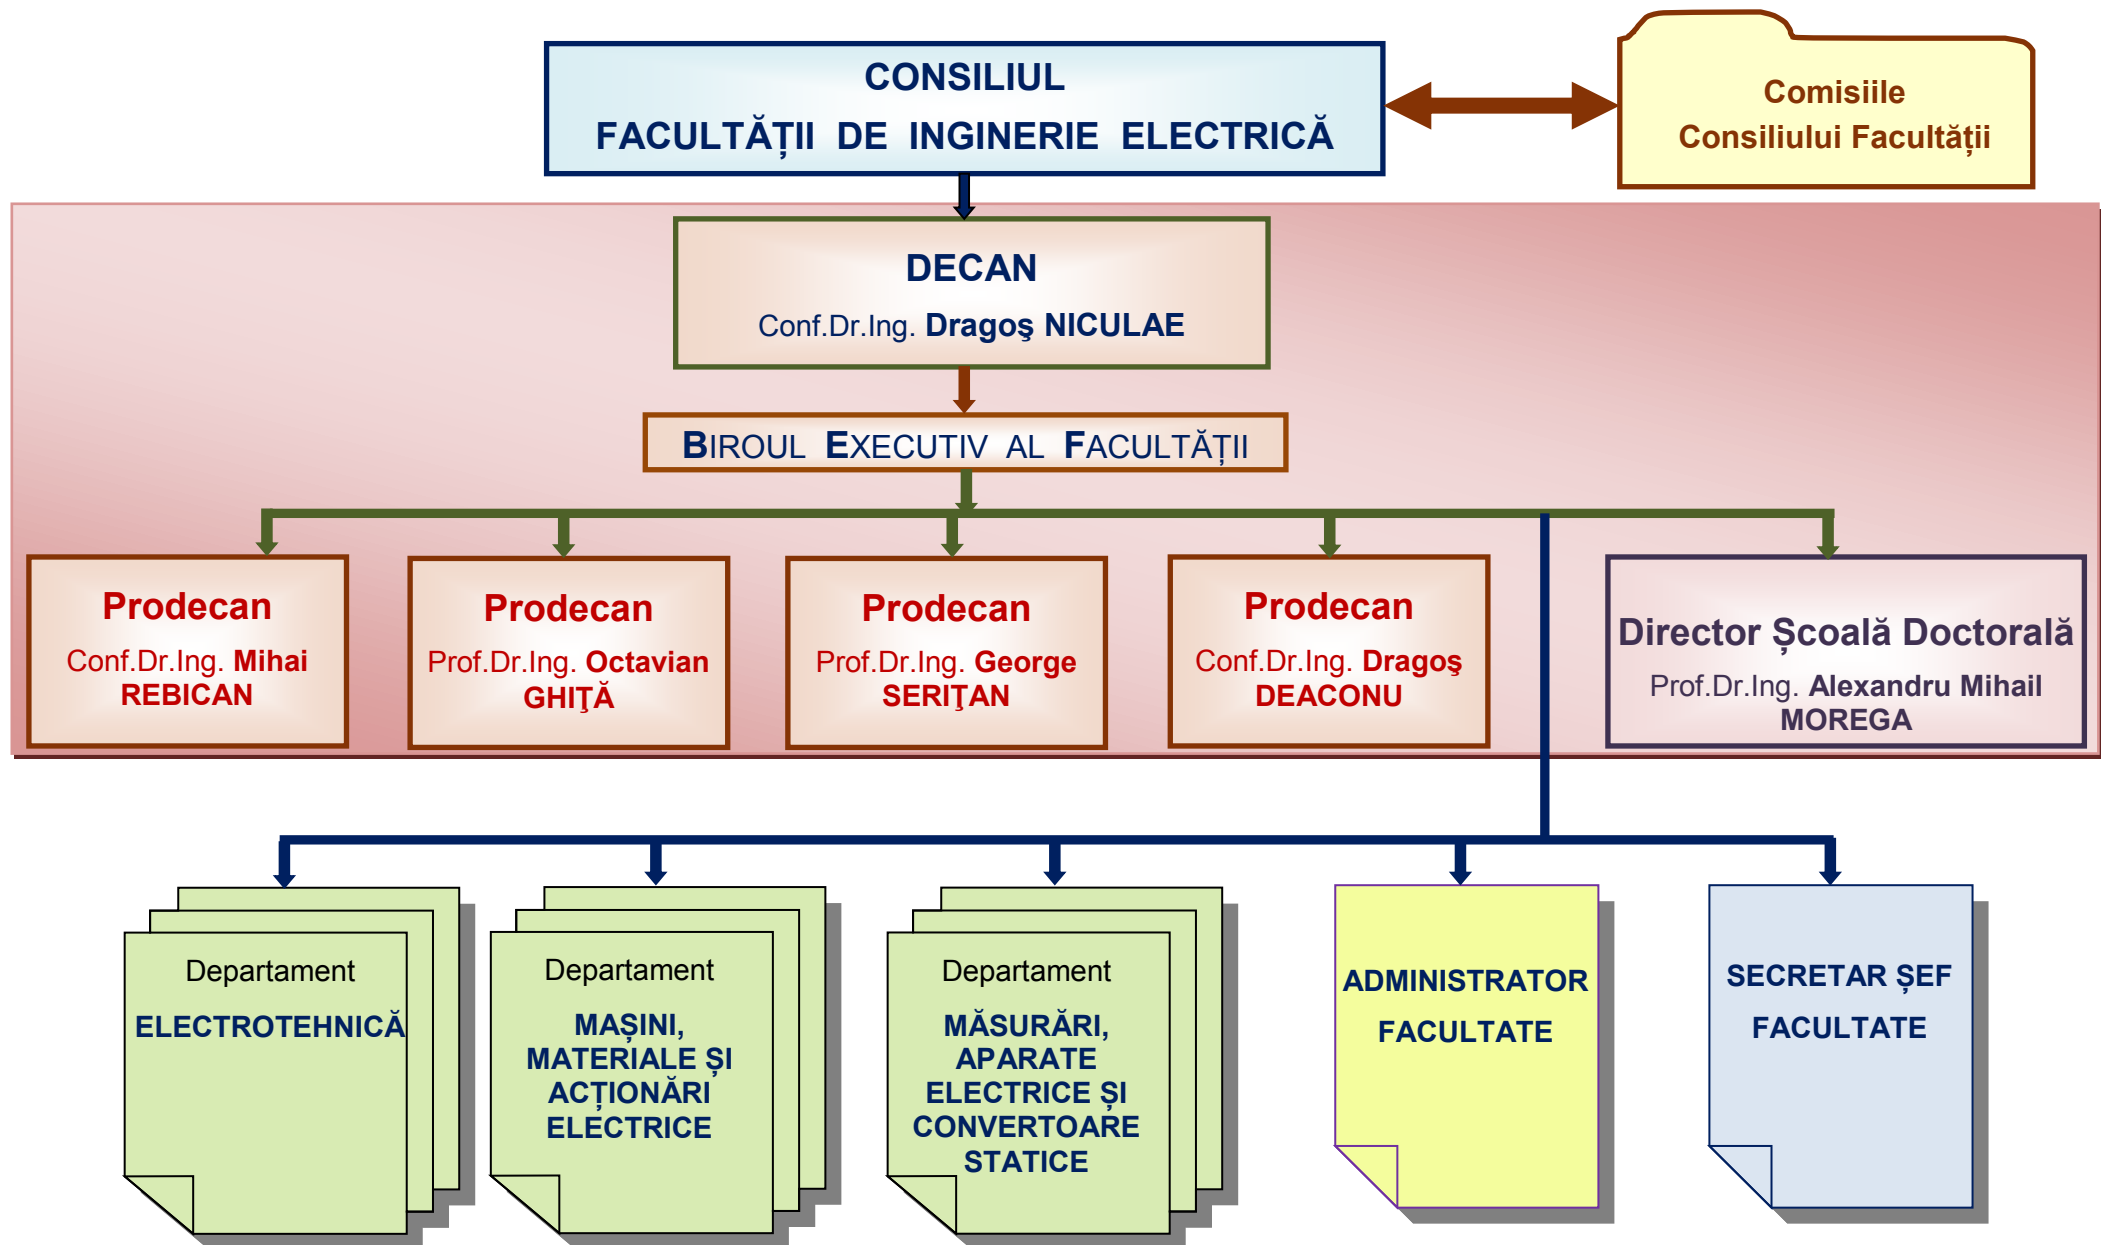 CONSILIUL
FACULTĂȚII DE INGINERIE ELECTRICĂ
Comisiile
Consiliului Facultății
DECAN
Conf.Dr.Ing. Dragoş NICULAE
BIROUL EXECUTIV AL FACULTĂȚII
Prodecan
Conf.Dr.Ing. Mihai
REBICAN
Prodecan
Prof.Dr.Ing. Octavian
GHIŢĂ
Prodecan
Prof.Dr.Ing. George
SERIŢAN
Prodecan
Conf.Dr.Ing. Dragoş
DEACONU
Director Școală Doctorală
Prof.Dr.Ing. Alexandru Mihail
MOREGA
Departament
ELECTROTEHNICĂ
Departament
MAȘINI,
MATERIALE ȘI
ACȚIONĂRI
ELECTRICE
Departament
MĂSURĂRI,
APARATE
ELECTRICE ȘI
CONVERTOARE
STATICE
ADMINISTRATOR
FACULTATE
SECRETAR ȘEF
FACULTATE